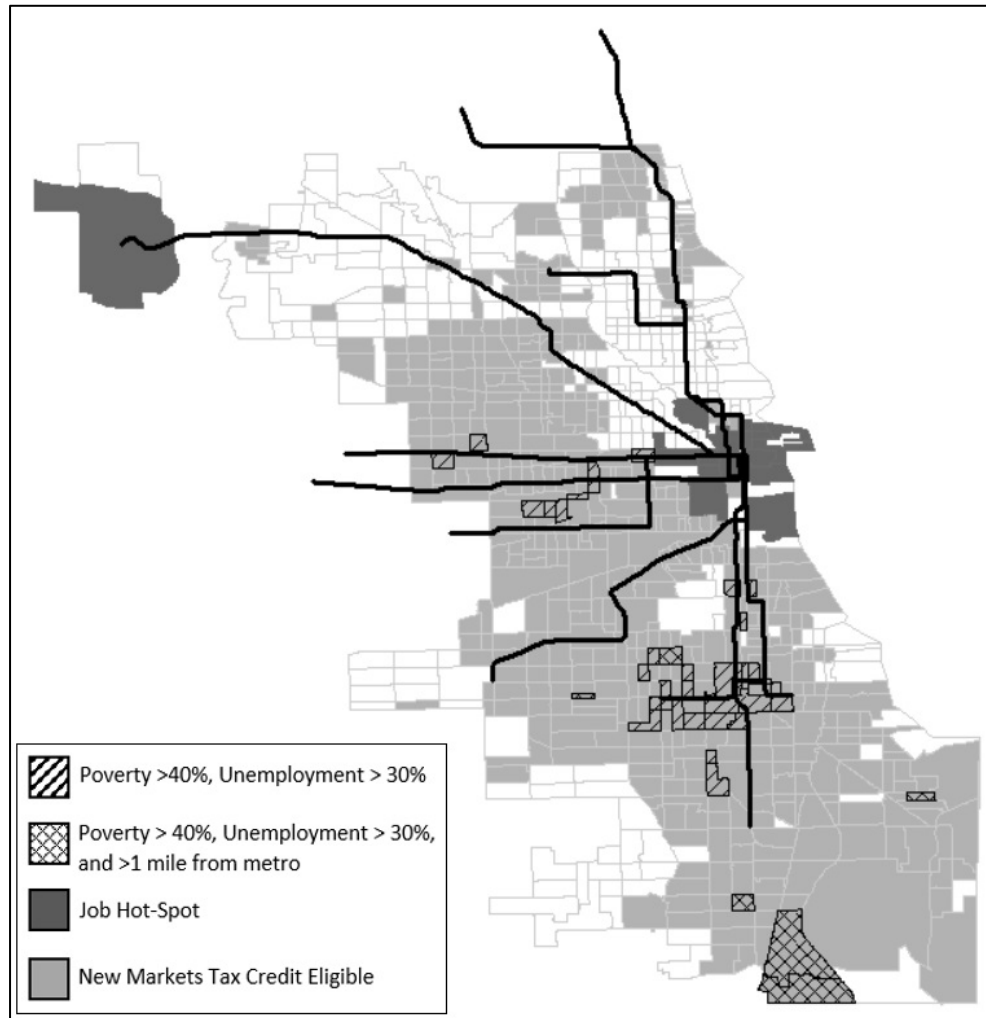 Poverty >40%, Unemployment > 30%
Poverty > 40%, Unemployment > 30%,
and >1 mile from metro
Job Hot-Spot
New Markets Tax Credit Eligible